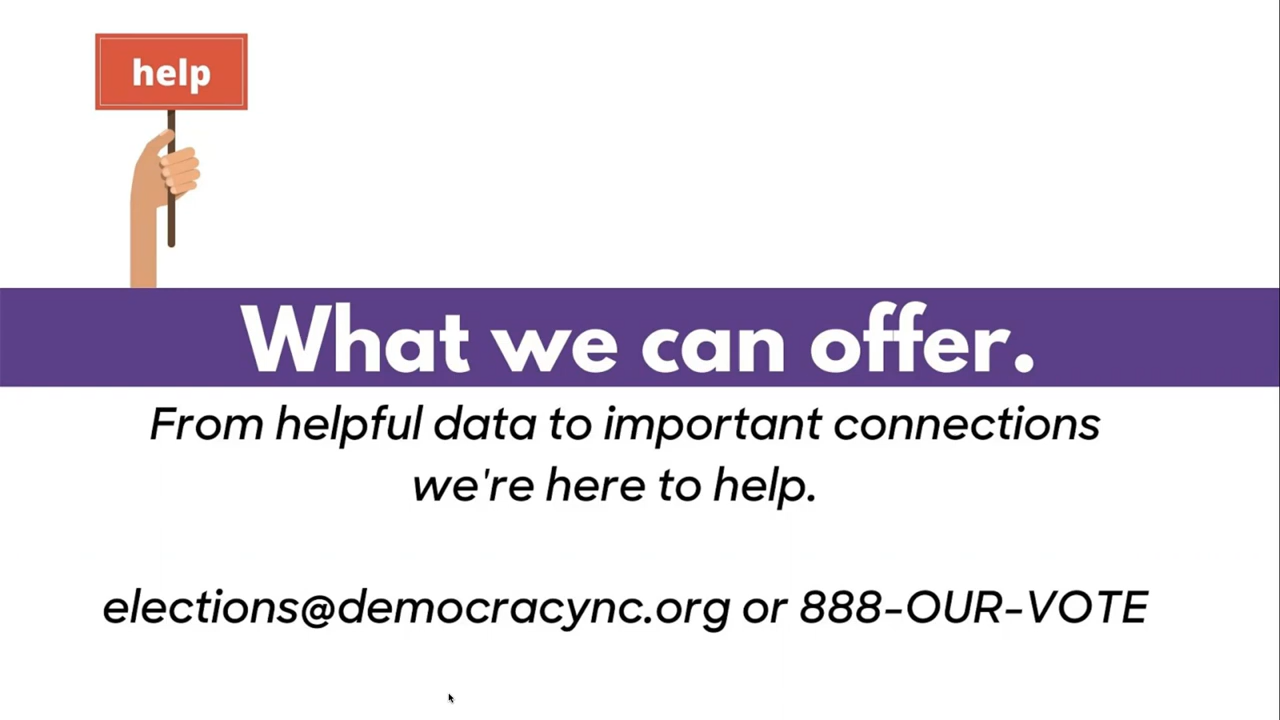 help
What we can offer.
From helpful data to important connections
we're here to help.
elections@democracync.org or 888-OUR-VOTE